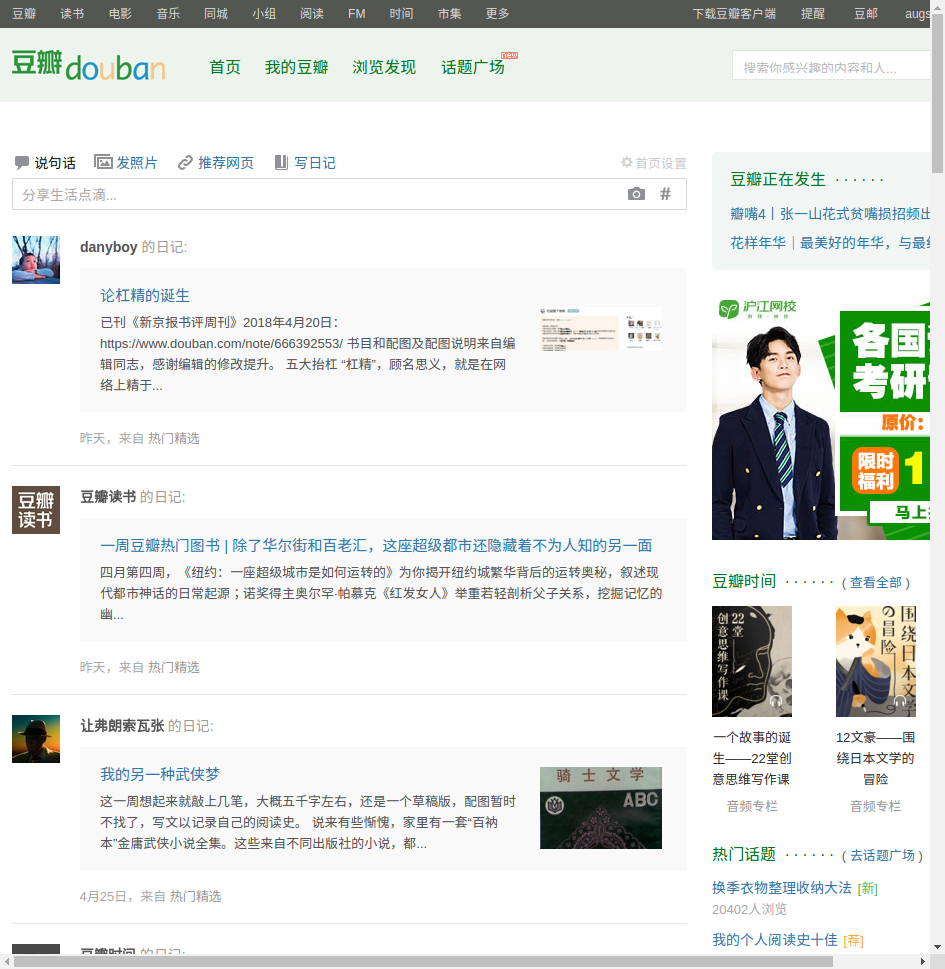 豆瓣 读书 电影 音乐 同城 小组 阅读 FM 时间 市集 更多 下载豆瓣客户端 提醒 豆邮 augs
豆瓣douban 首页 我的豆瓣 浏览发现 话题广场 new
搜索你感兴趣的内容和人...
说句话 发照片 推荐网页 写日记 首页设置
分享生活点滴... #
danyboy 的日记:
论杠精的诞生
已刊《新京报书评周刊》2018年4月20日：
https://www.douban.com/note/666392553/ 书目和配图及配图说明来自编
辑同志，感谢编辑的修改提升。 五大抬杠 “杠精”，顾名思义，就是在网
络上精于...
昨天，来自 热门精选
豆瓣
读书
豆瓣读书 的日记:
一周豆瓣热门图书 | 除了华尔街和百老汇，这座超级都市还隐藏着不为人知的另一面
四月第四周，《纽约：一座超级城市是如何运转的》为你揭开纽约城繁华背后的运转奥秘，叙述现
代都市神话的日常起源；诺奖得主奥尔罕·帕慕克《红发女人》举重若轻剖析父子关系，挖掘记忆的
幽...
昨天，来自 热门精选
让弗朗索瓦张 的日记:
我的另一种武侠梦
这一周想起来就敲上几笔，大概五千字左右，还是一个草稿版，配图暂时
不找了，写文以记录自己的阅读史。 说来有些惭愧，家里有一套“百衲
本”金庸武侠小说全集。这些来自不同出版社的小说，都...
骑士文学
ABC
4月25日，来自 热门精选
豆瓣时间 的日记:
豆瓣正在发生 · · · · · ·
瓣嘴4丨张一山花式贫嘴损招频出
花样年华｜最美好的年华，与最
沪江网校
各国
考研
原价:
限时
福利
1
马上
豆瓣时间 · · · · · · ( 查看全部 )
22堂
创意思维写作课
围绕日本文学
の冒险
一个故事的诞
生——22堂创
意思维写作课
音频专栏
12文豪——围
绕日本文学的
冒险
音频专栏
热门话题 · · · · · · ( 去话题广场 )
换季衣物整理收纳大法 [新]
20402人浏览
我的个人阅读史十佳 [荐]